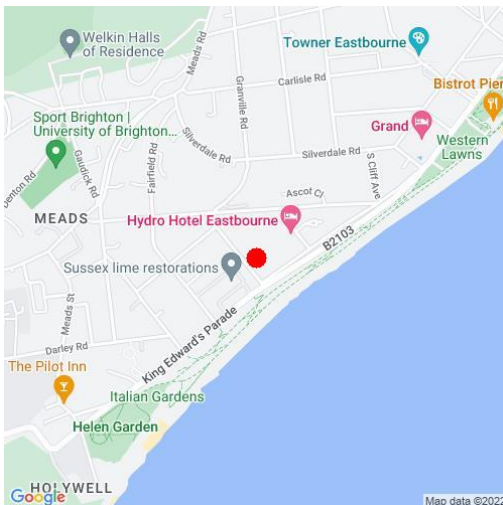 Welkin Halls
of Residence
Meads Rd
Towner Eastbourne
Carlisle Rd
Granville Rd
Bistrot Pier
Sport Brighton |
University of Brighton...
Grand
Western
Lawns
Silverdale Rd
Silverdale Rd
Gaudick Rd
Fairfield Rd
Denton Rd
S Cliff Ave
Ascot Ct
MEADS
Hydro Hotel Eastbourne
B2103
Sussex lime restorations
Meads St
King Edward's Parade
Darley Rd
The Pilot Inn
Italian Gardens
Helen Garden
HOLYWELL
Google
Map data ©2022